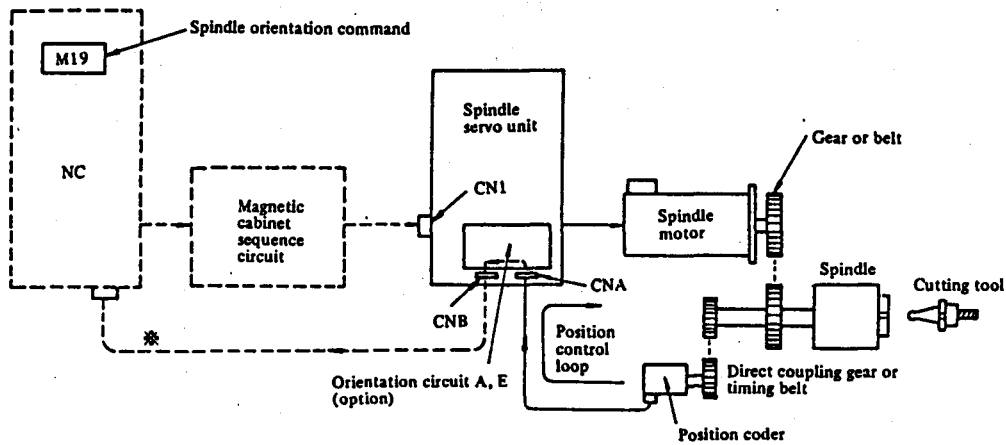 Spindle orientation command
M19
NC
Magnetic
cabinet
sequence
circuit
Spindle
servo unit
CN1
CNB
CNA
Orientation circuit A, E
(option)
Position
control
loop
Spindle
motor
Gear or belt
Spindle
Cutting tool
Direct coupling gear or
timing belt
Position coder
※